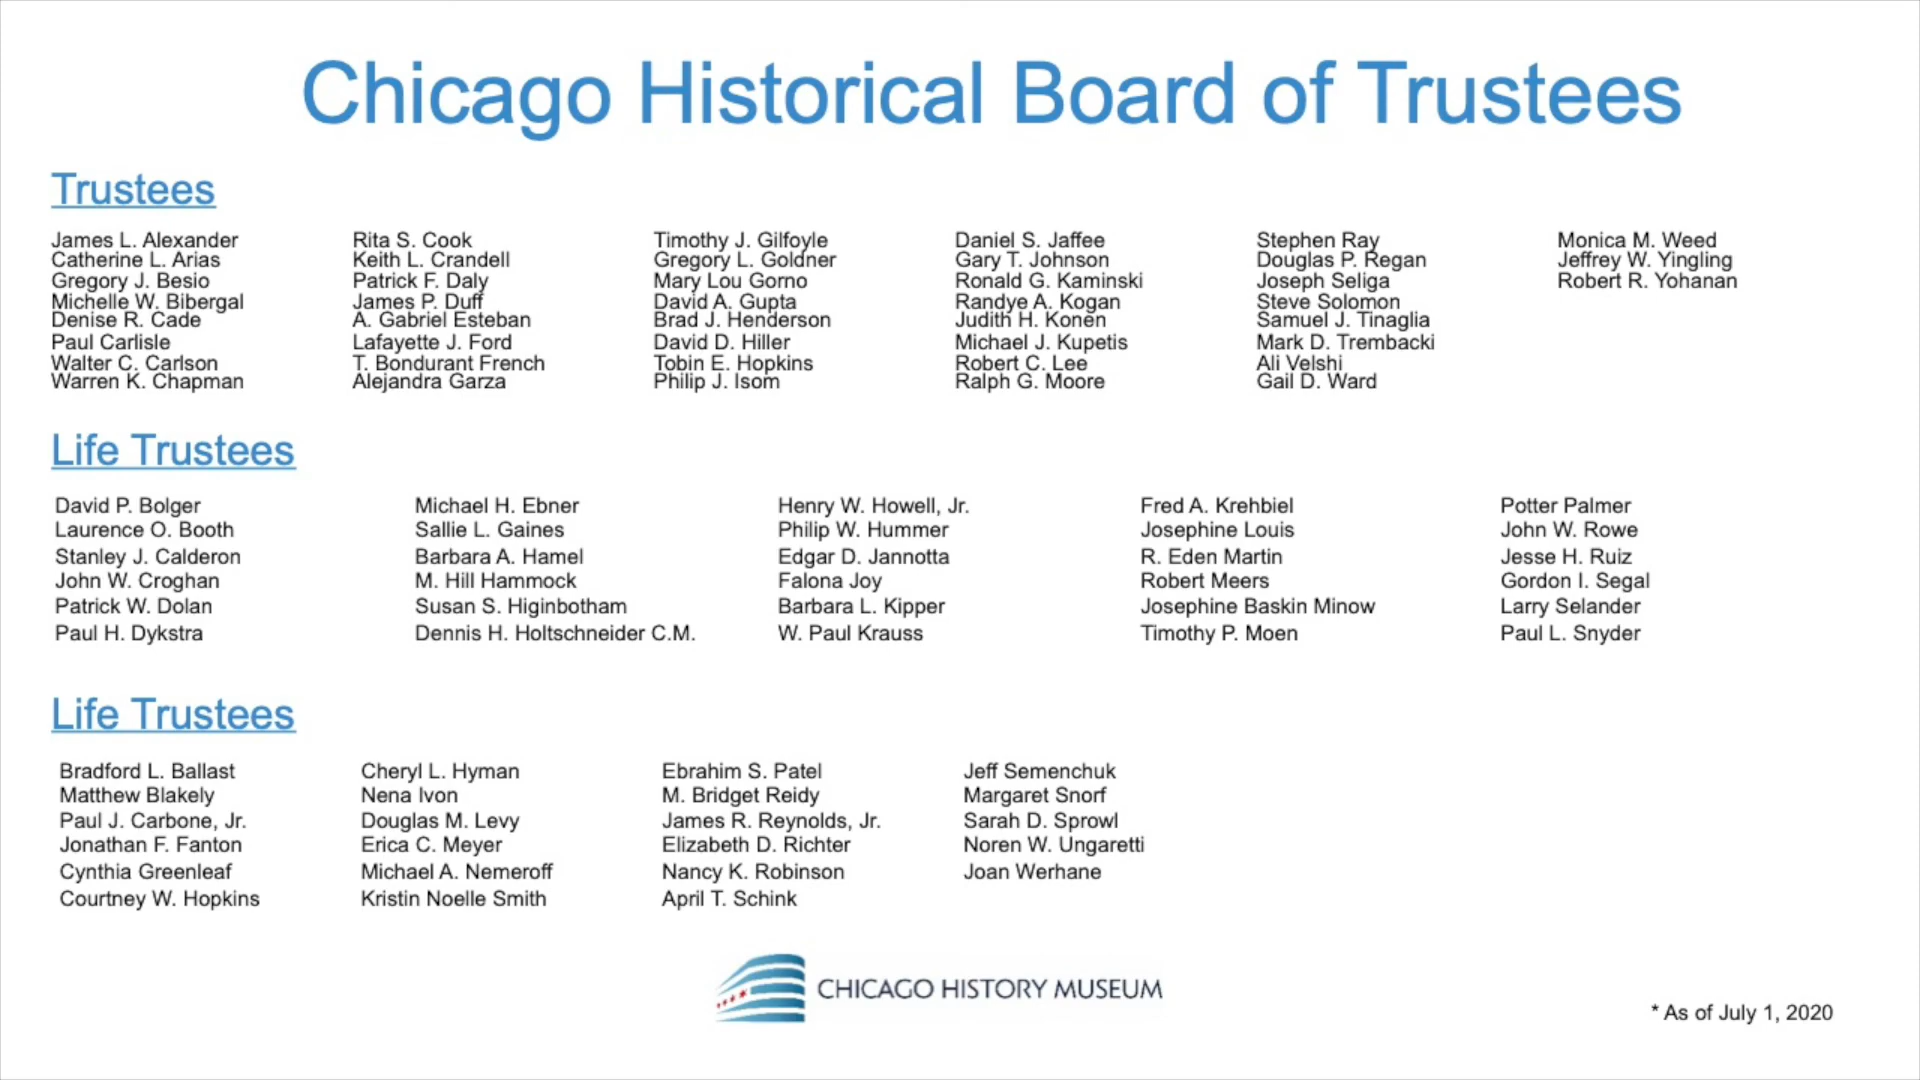 Chicago Historical Board of Trustees
Trustees
James L. Alexander
Catherine L. Arias
Gregory J. Besio
Michelle W. Bibergal
Denise R. Cade
Paul Carlisle
Walter C. Carlson
Warren K. Chapman
Rita S. Cook
Keith L. Crandell
Patrick F. Daly
James P. Duff
A. Gabriel Esteban
Lafayette J. Ford
T. Bondurant French
Alejandra Garza
Timothy J. Gilfoyle
Gregory L. Goldner
Mary Lou Gorno
David A. Gupta
Brad J. Henderson
David D. Hiller
Tobin E. Hopkins
Philip J. Isom
Daniel S. Jaffee
Gary T. Johnson
Ronald G. Kaminski
Randye A. Kogan
Judith H. Konen
Michael J. Kupetis
Robert C. Lee
Ralph G. Moore
Stephen Ray
Douglas P. Regan
Joseph Seliga
Steve Solomon
Samuel J. Tinaglia
Mark D. Trembacki
Ali Velshi
Gail D. Ward
Monica M. Weed
Jeffrey W. Yingling
Robert R. Yohanan
Life Trustees
David P. Bolger
Laurence O. Booth
Stanley J. Calderon
John W. Croghan
Patrick W. Dolan
Paul H. Dykstra
Michael H. Ebner
Sallie L. Gaines
Barbara A. Hamel
M. Hill Hammock
Susan S. Higinbotham
Dennis H. Holtschneider C.M.
Henry W. Howell, Jr.
Philip W. Hummer
Edgar D. Jannotta
Falona Joy
Barbara L. Kipper
W. Paul Krauss
Fred A. Krehbiel
Josephine Louis
R. Eden Martin
Robert Meers
Josephine Baskin Minow
Timothy P. Moen
Potter Palmer
John W. Rowe
Jesse H. Ruiz
Gordon I. Segal
Larry Selander
Paul L. Snyder
Life Trustees
Bradford L. Ballast
Matthew Blakely
Paul J. Carbone, Jr.
Jonathan F. Fanton
Cynthia Greenleaf
Courtney W. Hopkins
Cheryl L. Hyman
Nena Ivon
Douglas M. Levy
Erica C. Meyer
Michael A. Nemeroff
Kristin Noelle Smith
Ebrahim S. Patel
M. Bridget Reidy
James R. Reynolds, Jr.
Elizabeth D. Richter
Nancy K. Robinson
April T. Schink
Jeff Semenchuk
Margaret Snorf
Sarah D. Sprowl
Noren W. Ungaretti
Joan Werhane
CHICAGO HISTORY MUSEUM
* As of July 1, 2020